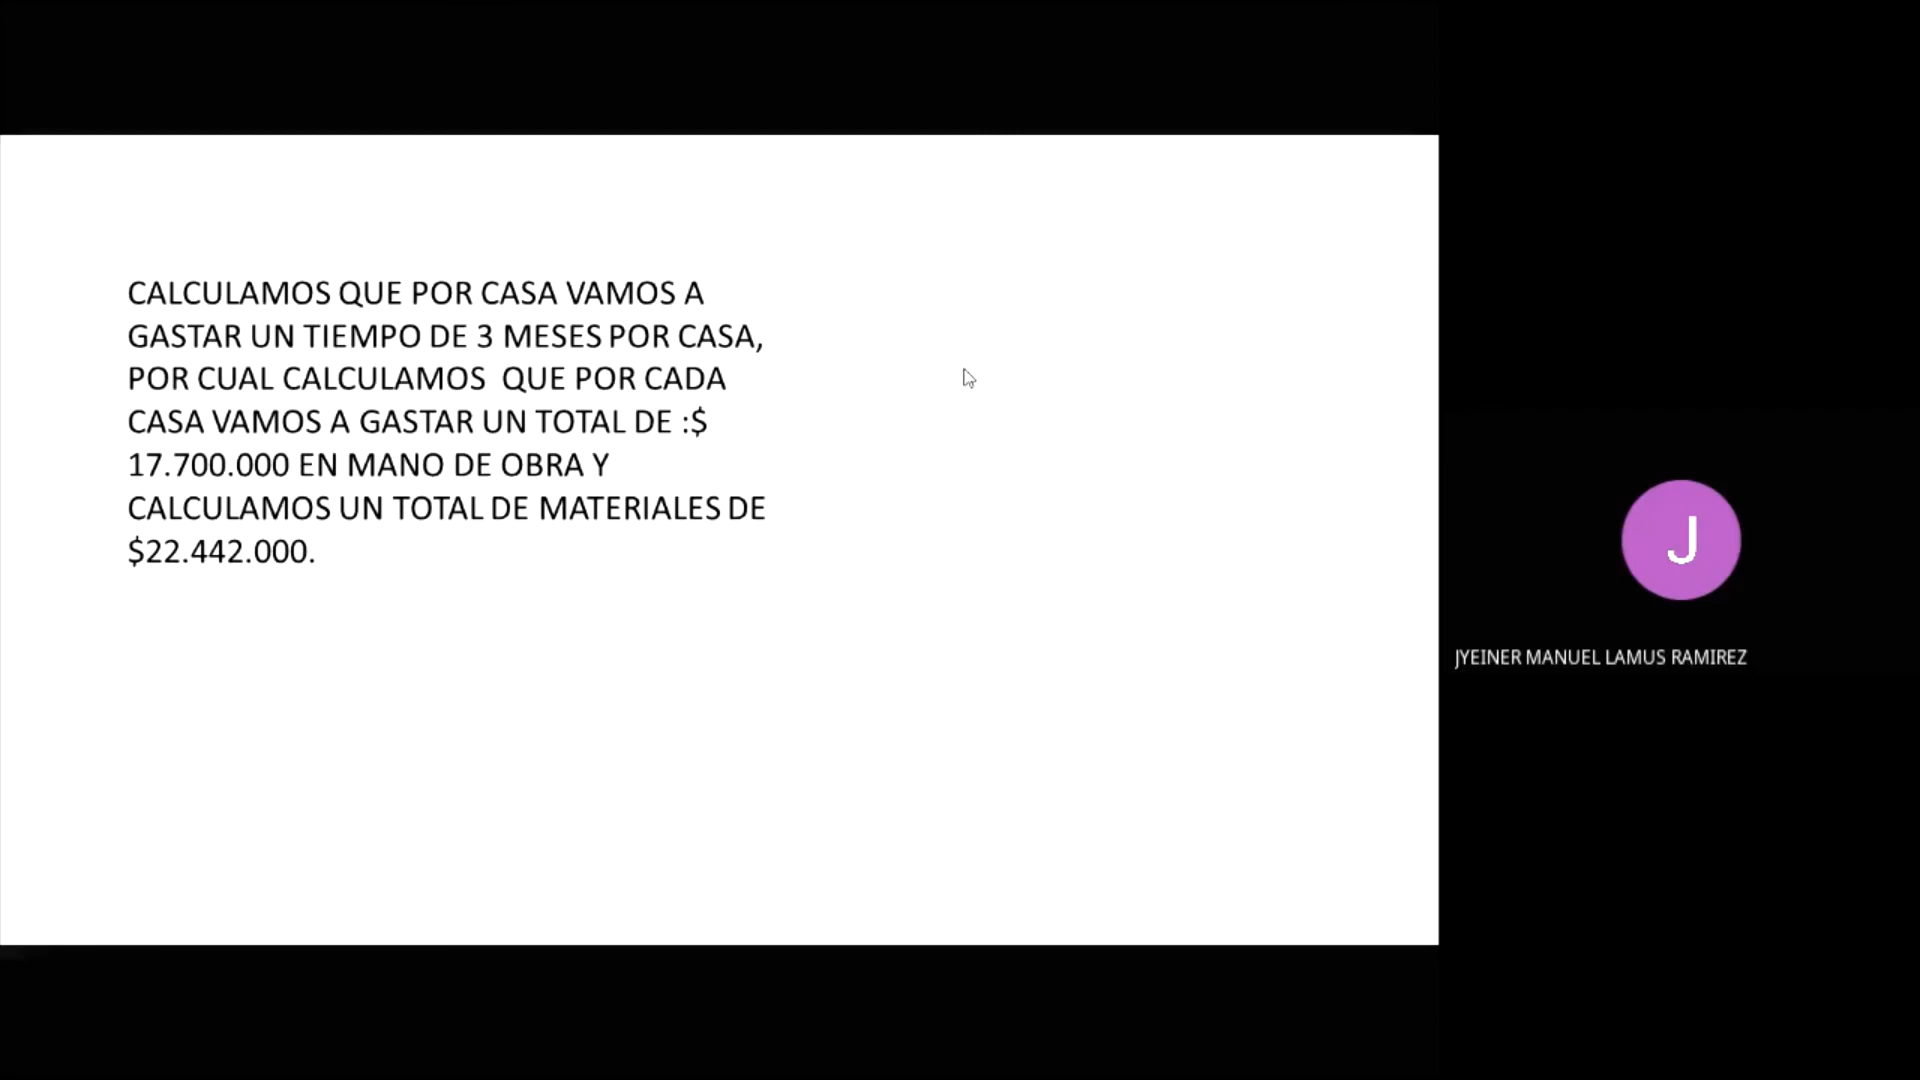 CALCULAMOS QUE POR CASA VAMOS A
GASTAR UN TIEMPO DE 3 MESES POR CASA,
POR CUAL CALCULAMOS  QUE POR CADA
CASA VAMOS A GASTAR UN TOTAL DE :$
17.700.000 EN MANO DE OBRA Y
CALCULAMOS UN TOTAL DE MATERIALES DE
$22.442.000.
J
JYEINER MANUEL LAMUS RAMIREZ